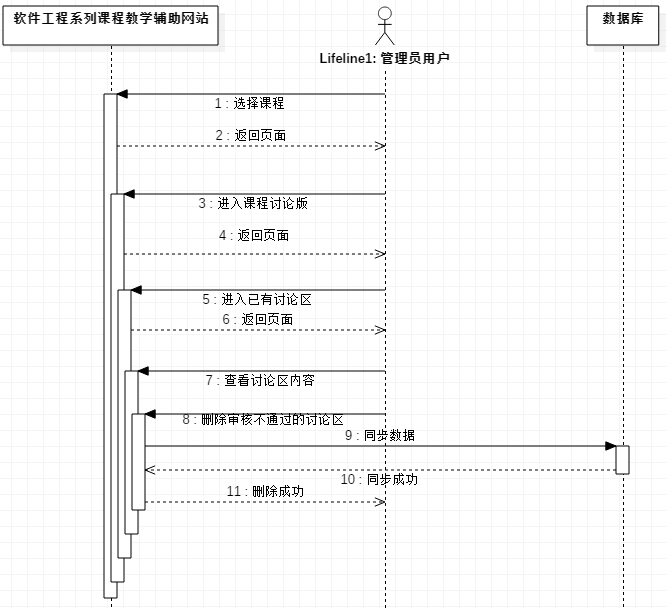 软件工程系列课程教学辅助网站
Lifeline1: 管理员用户
数据库
1 : 选择课程
2 : 返回页面
3 : 进入课程讨论版
4 : 返回页面
5 : 进入已有讨论区
6 : 返回页面
7 : 查看讨论区内容
8 : 删除审核不通过的讨论区
9 : 同步数据
10 : 同步成功
11 : 删除成功